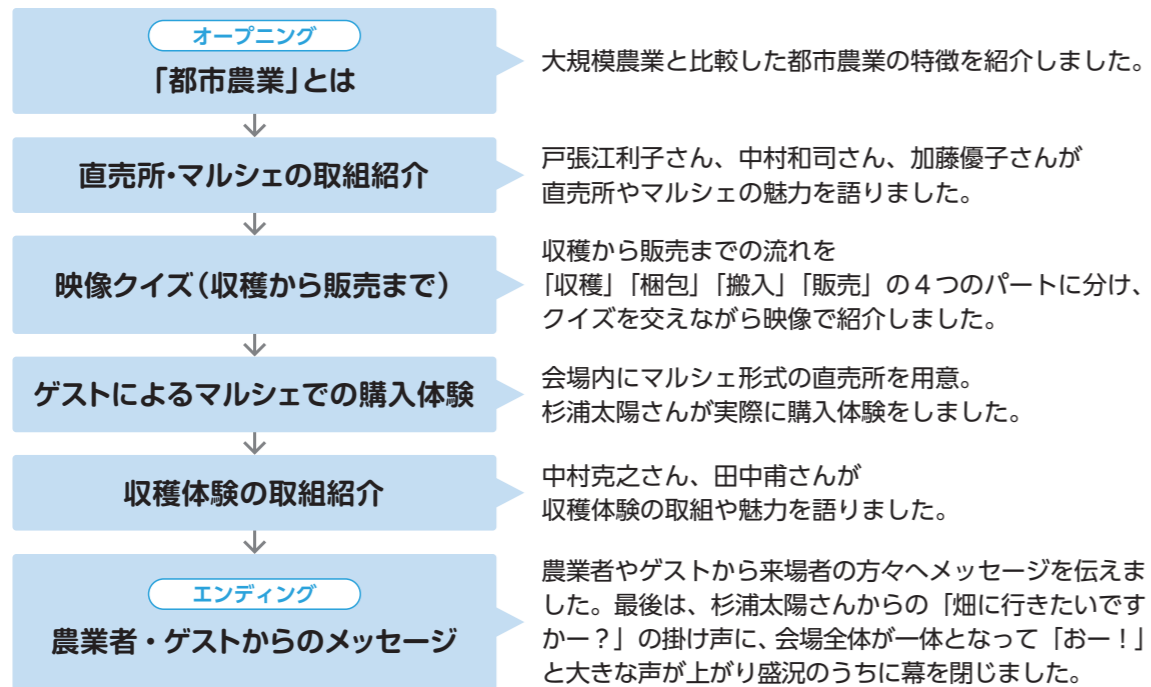 オープニング
「都市農業」とは
大規模農業と比較した都市農業の特徴を紹介しました。
直売所・マルシェの取組紹介
戸張江利子さん、中村和司さん、加藤優子さんが
直売所やマルシェの魅力を語りました。
映像クイズ（収穫から販売まで）
収穫から販売までの流れを
「収穫」「梱包」「搬入」「販売」の４つのパートに分け、
クイズを交えながら映像で紹介しました。
ゲストによるマルシェでの購入体験
会場内にマルシェ形式の直売所を用意。
杉浦太陽さんが実際に購入体験をしました。
収穫体験の取組紹介
中村克之さん、田中甫さんが
収穫体験の取組や魅力を語りました。
エンディング
農業者・ゲストからのメッセージ
農業者やゲストから来場者の方々へメッセージを伝えま
した。最後は、杉浦太陽さんからの「畑に行きたいです
かー？」の掛け声に、会場全体が一体となって「おー！」
と大きな声が上がり盛況のうちに幕を閉じました。